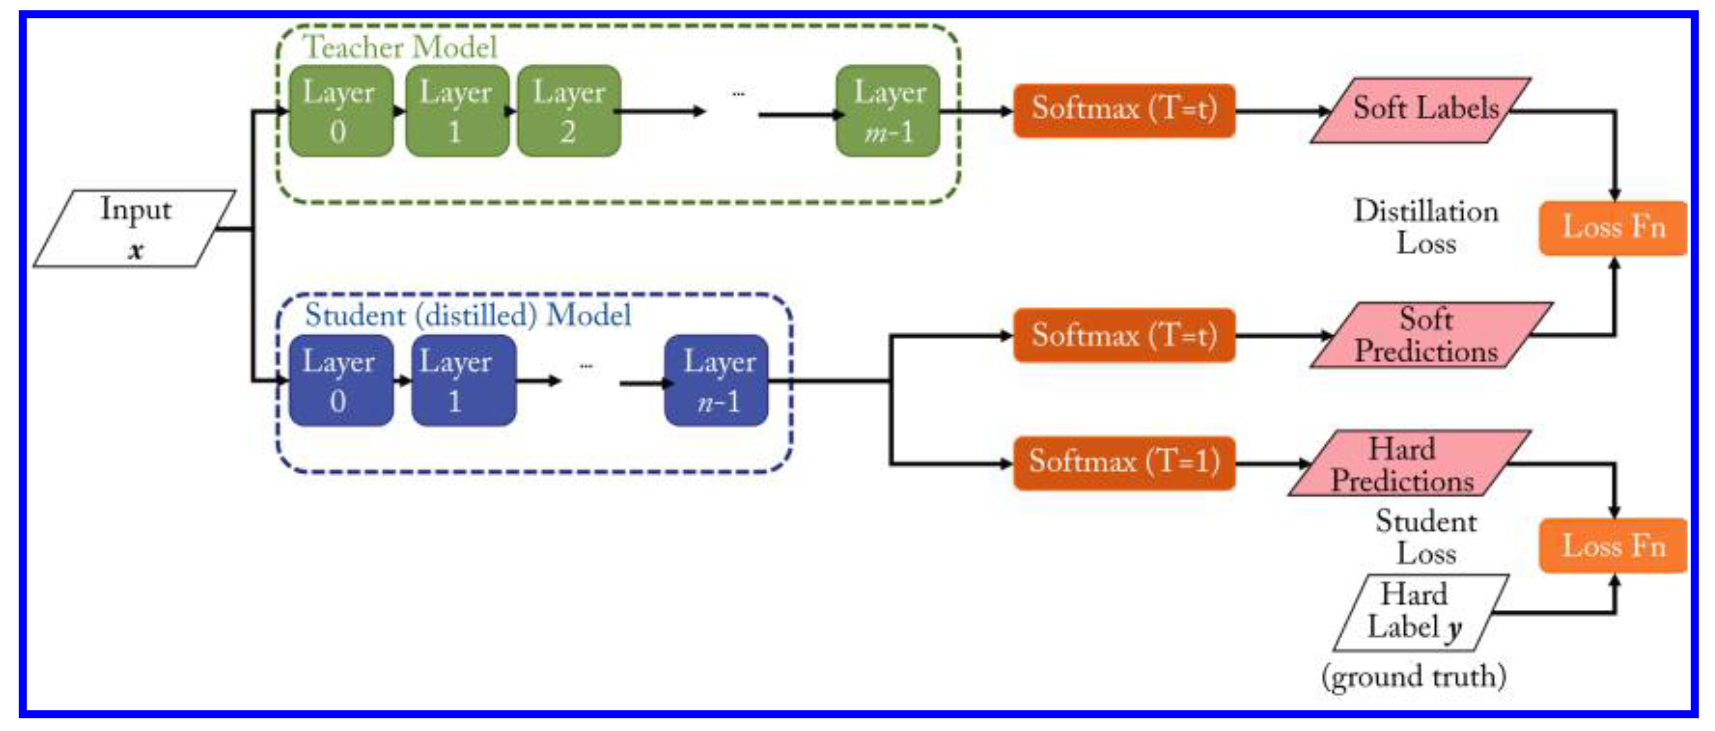 Teacher Model
Layer
0
Layer
1
Layer
2
...
Layer
m-1
Softmax (T=t)
Soft Labels
Input
x
Distillation
Loss
Loss Fn
Student (distilled) Model
Layer
0
Layer
1
...
Layer
n-1
Softmax (T=t)
Soft
Predictions
Softmax (T=1)
Hard
Predictions
Student
Loss
Loss Fn
Hard
Label y
(ground truth)